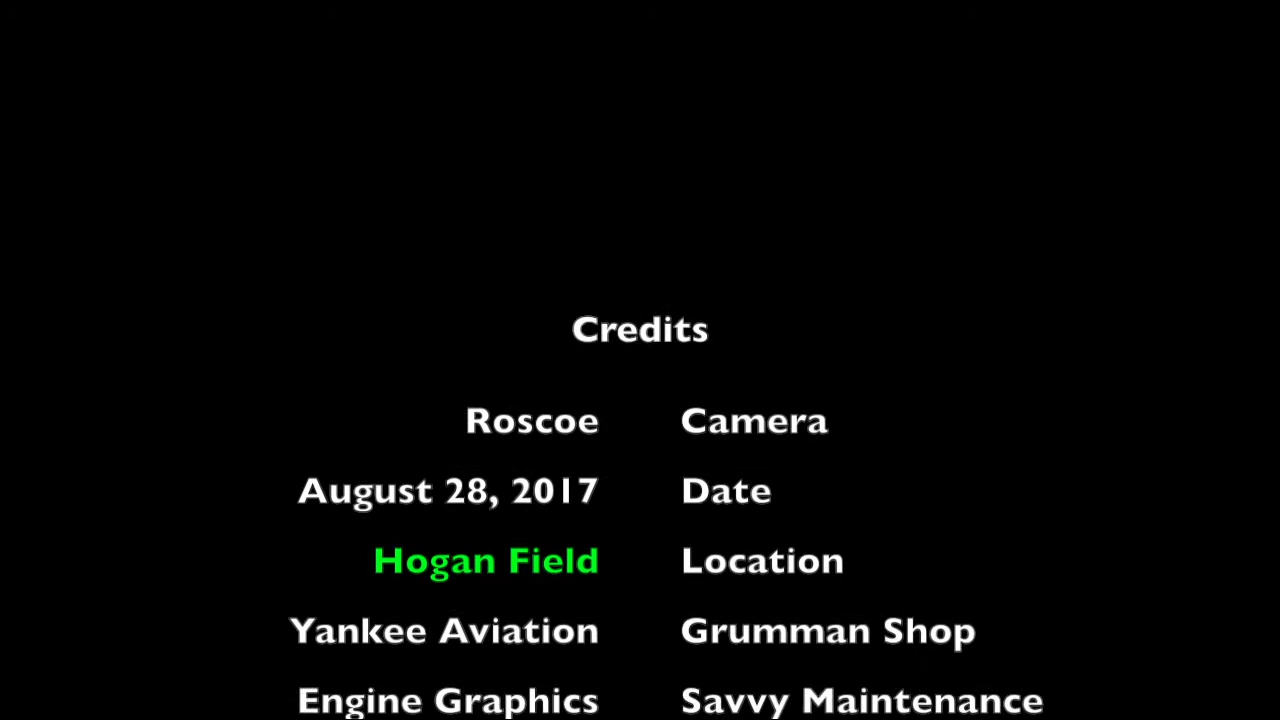 Credits
Roscoe Camera
August 28, 2017 Date
Hogan Field Location
Yankee Aviation Grumman Shop
Engine Graphics Savvy Maintenance